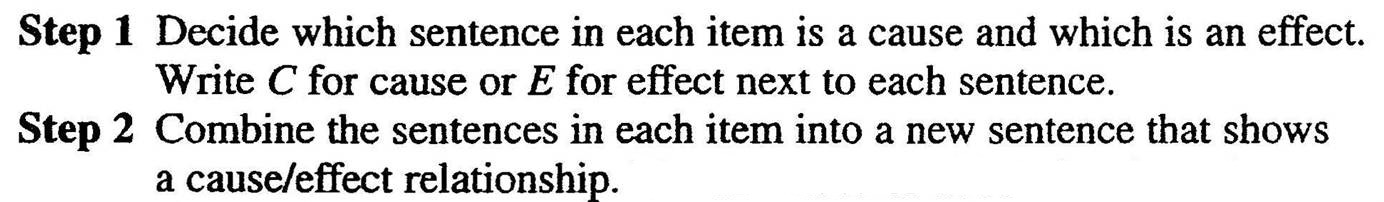 Step 1 Decide which sentence in each item is a cause and which is an effect.
Write C for cause or E for effect next to each sentence.
Step 2 Combine the sentences in each item into a new sentence that shows
a cause/effect relationship.